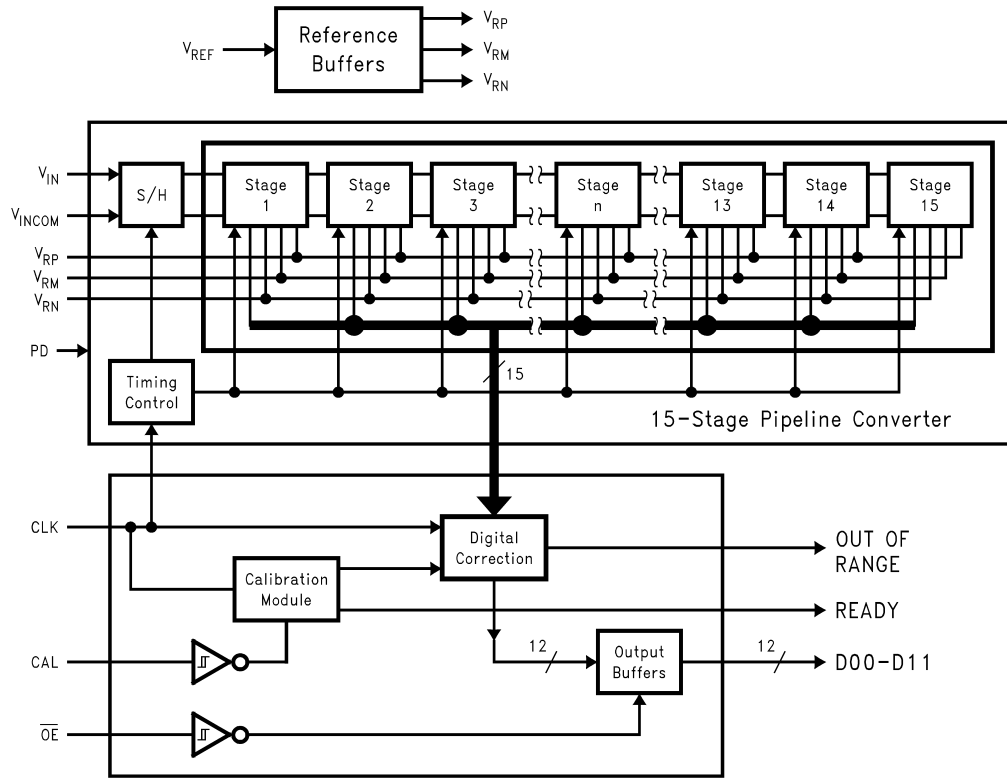 V_REF
Reference
Buffers
V_RP
V_RM
V_RN
V_IN
V_INCOM
V_RP
V_RM
V_RN
PD
S/H
Stage
1
Stage
2
Stage
3
Stage
n
Stage
13
Stage
14
Stage
15
Timing
Control
15
15-Stage Pipeline Converter
CLK
Digital
Correction
OUT OF
RANGE
Calibration
Module
READY
CAL
12
Output
Buffers
12
D00-D11
O̅E̅